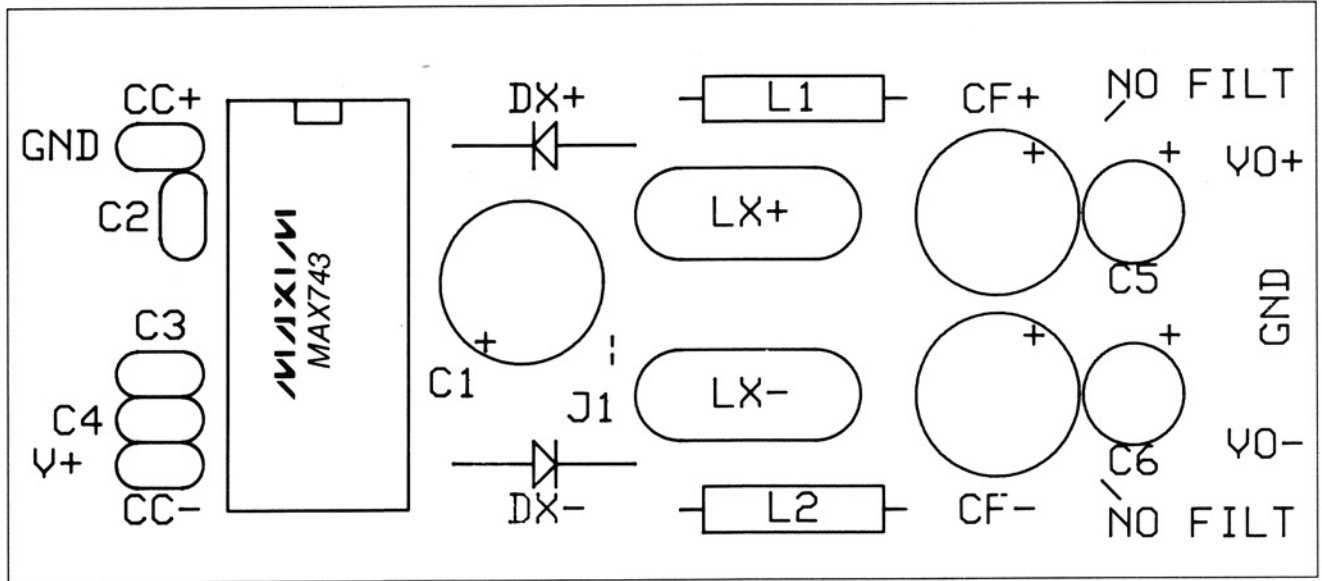 CC+
DX+
L1
CF+
NO FILT
GND
VO+
C2
LX+
MAXIM
MAX743
C5
GND
C3
C1
J1
LX-
C4
V+
VO-
C6
CC-
DX-
L2
CF-
NO FILT